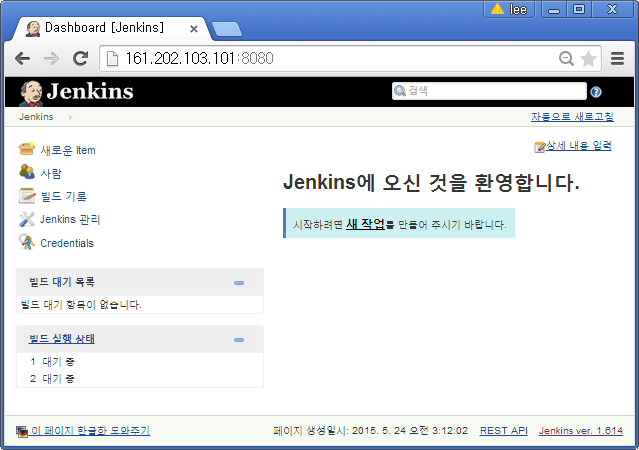 lee
Dashboard [Jenkins]
161.202.103.101:8080
Jenkins
검색
Jenkins
자동으로 새로고침
상세 내용 입력
새로운 Item
사람
빌드 기록
Jenkins 관리
Credentials
Jenkins에 오신 것을 환영합니다.
시작하려면 새 작업를 만들어 주시기 바랍니다.
빌드 대기 목록
빌드 대기 항목이 없습니다.
빌드 실행 상태
1 대기 중
2 대기 중
이 페이지 한글화 도와주기
페이지 생성일시: 2015. 5. 24 오전 3:12:02 REST API Jenkins ver. 1.614